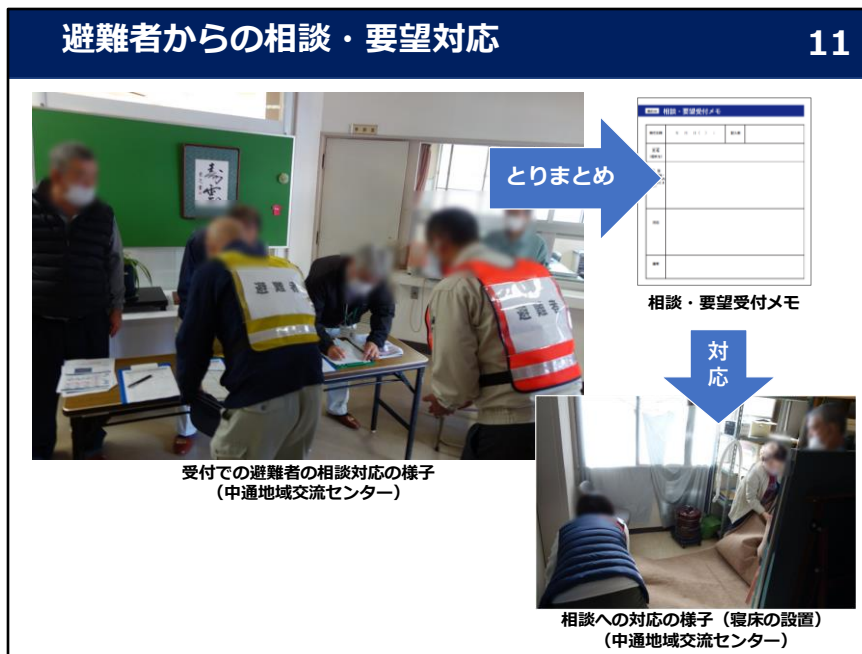 避難者からの相談・要望対応
11
避難者
避難者
とりまとめ
相談・要望受付メモ
相談・要望受付メモ
対応
受付での避難者の相談対応の様子
（中通地域交流センター）
相談への対応の様子（寝床の設置）
（中通地域交流センター）